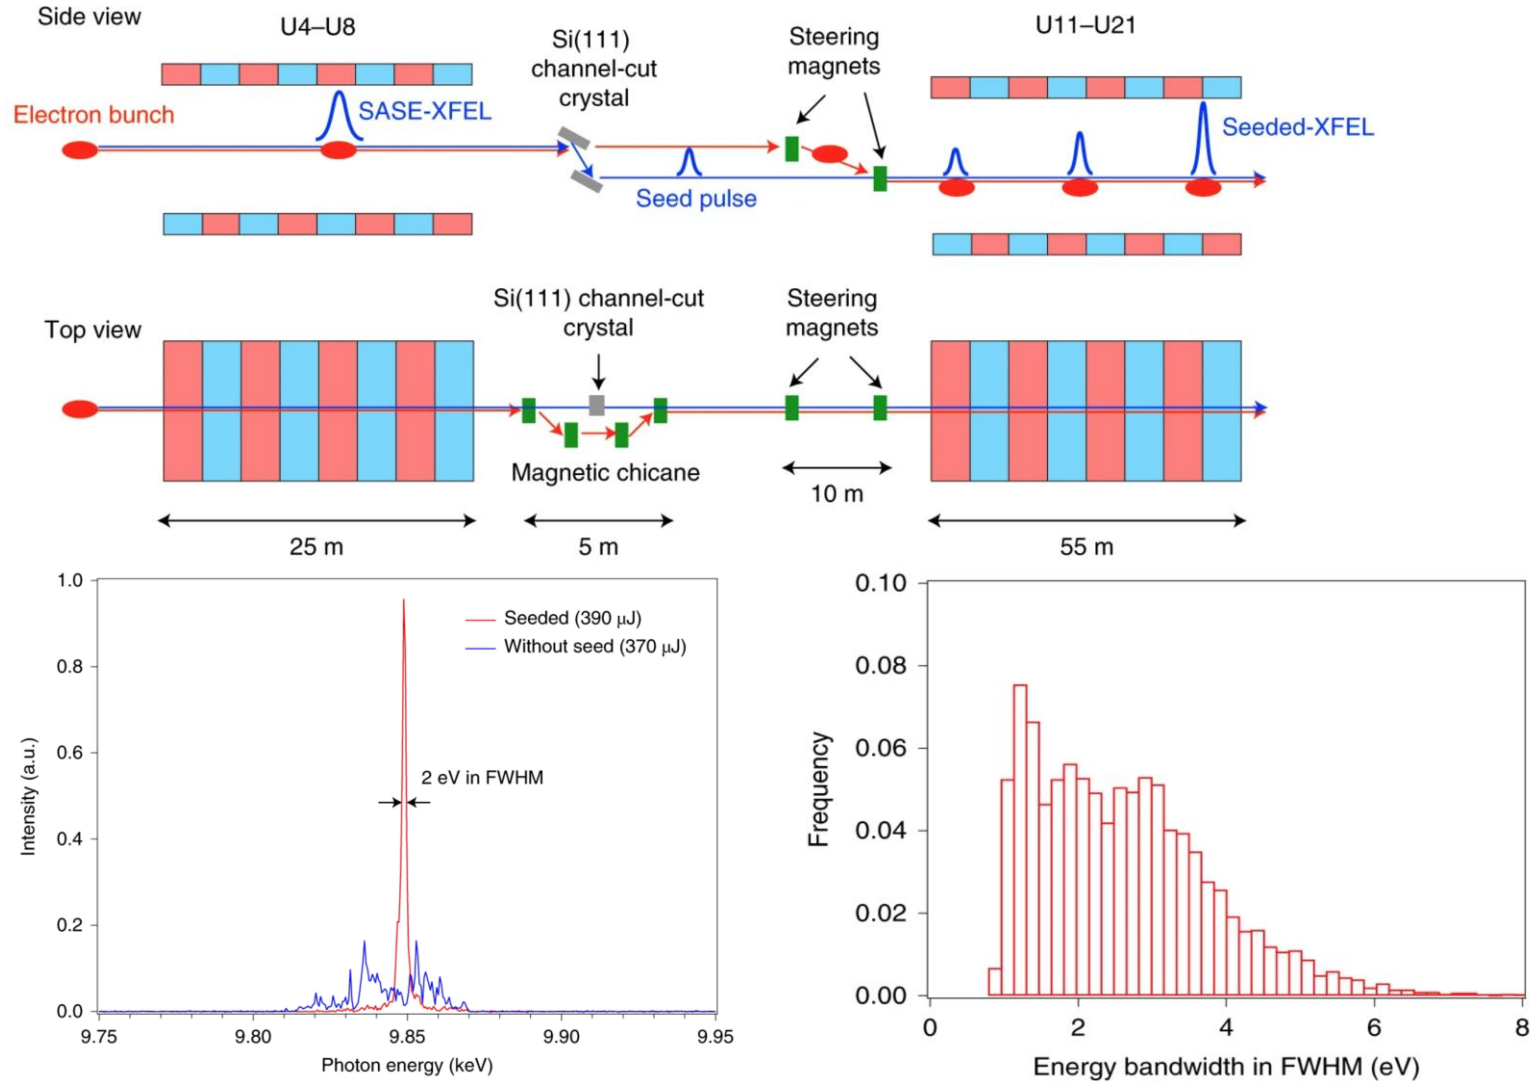 Side view
U4–U8
Si(111)
channel-cut
crystal
Steering
magnets
U11–U21
Electron bunch
SASE-XFEL
Seed pulse
Seeded-XFEL
Top view
Si(111) channel-cut
crystal
Steering
magnets
Magnetic chicane
10 m
25 m
5 m
55 m
1.0
0.8
0.6
0.4
0.2
0.0
Intensity (a.u.)
Seeded (390 μJ)
Without seed (370 μJ)
2 eV in FWHM
9.75
9.80
9.85
9.90
9.95
Photon energy (keV)
0.10
0.08
0.06
0.04
0.02
0.00
Frequency
0
2
4
6
8
Energy bandwidth in FWHM (eV)